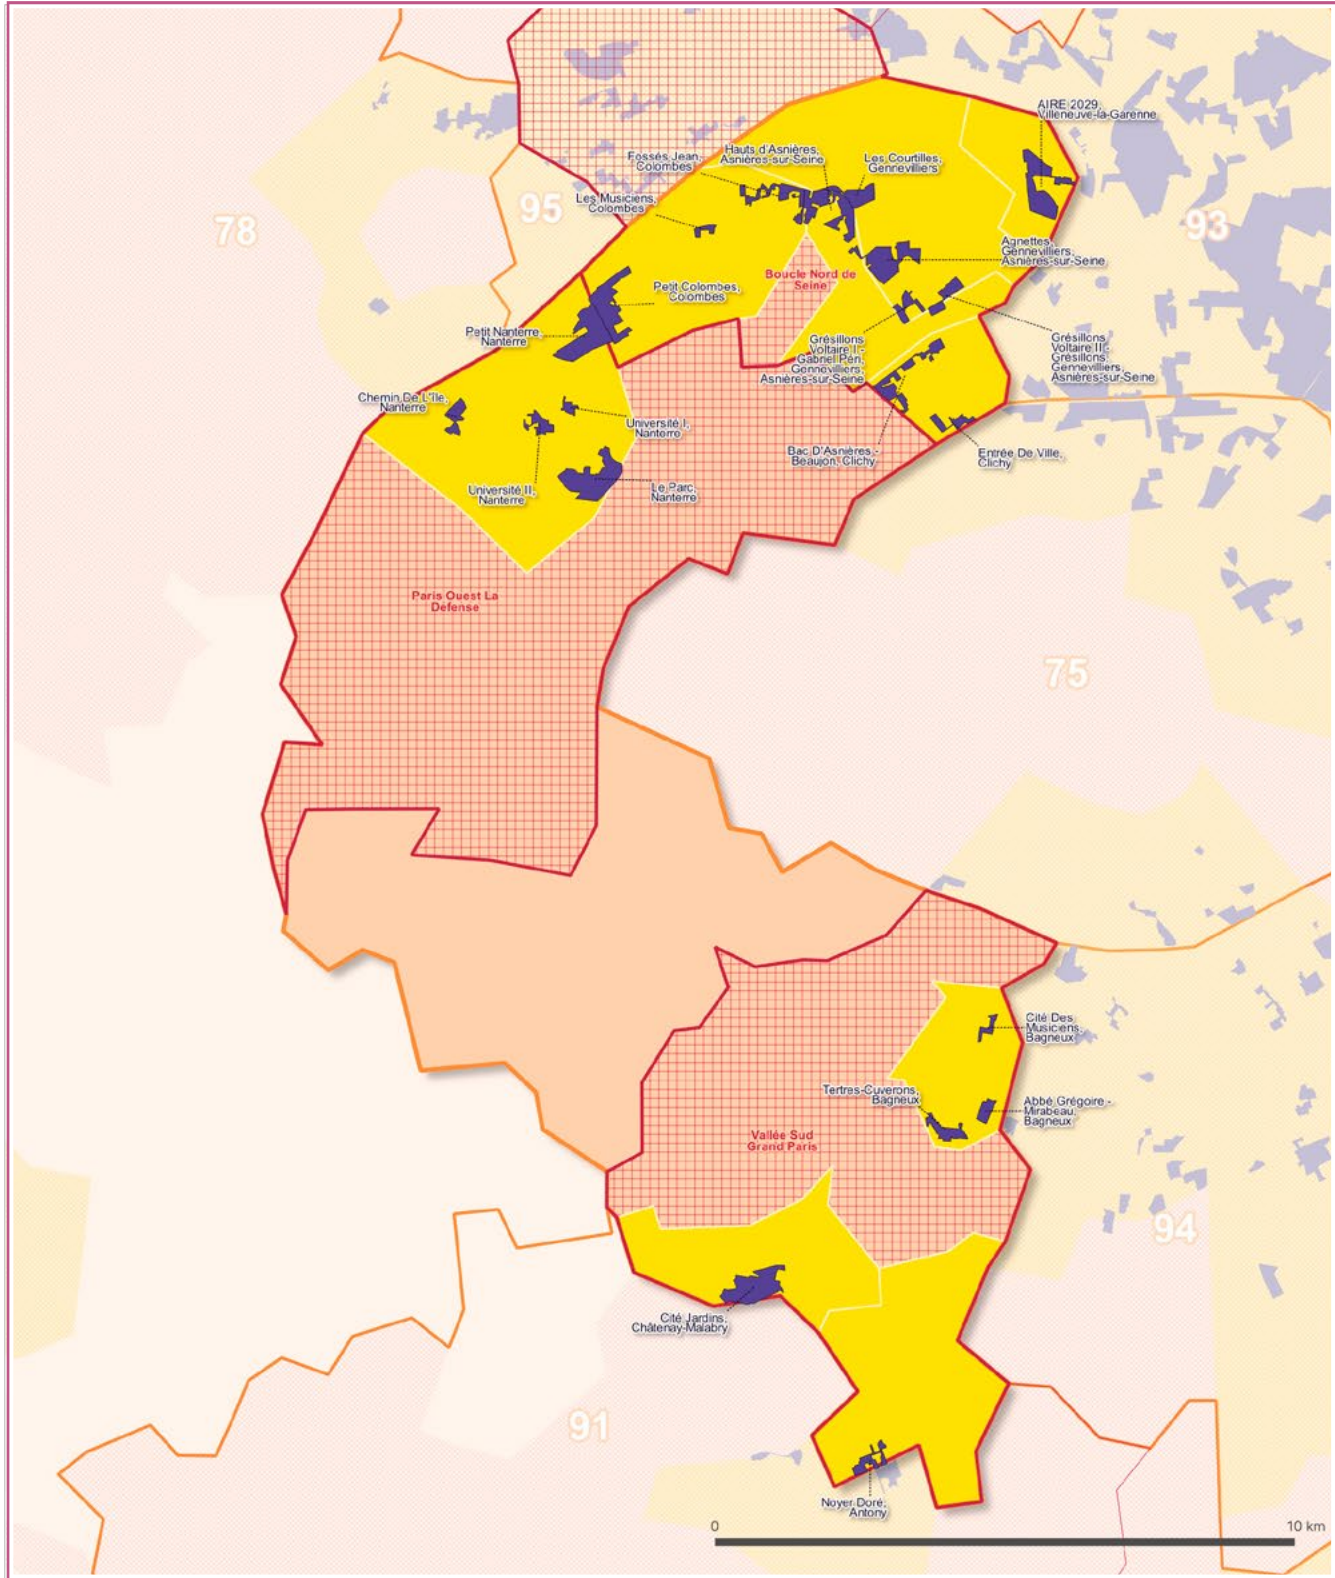 AIRE 2029,
Villeneuve-la-Garenne
Hauts d'Asnières,
Asnières-sur-Seine
Fossés Jean,
Colombes
Les Courtilles,
Gennevilliers
Les Musiciens,
Colombes
95
78
93
Agnettes,
Gennevilliers,
Asnières-sur-Seine
Boucle Nord de
Seine
Petit Colombes,
Colombes
Petit Nanterre,
Nanterre
Grésillons
Voltaire I -
Gabriel Péri,
Gennevilliers,
Asnières-sur-Seine
Grésillons
Voltaire II -
Grésillons,
Gennevilliers,
Asnières-sur-Seine
Chemin De L'Ile,
Nanterre
Université I,
Nanterre
Bac D'Asnières -
Beaujon, Clichy
Entrée De Ville,
Clichy
Université II,
Nanterre
Le Parc,
Nanterre
Paris Ouest La
Defense
75
Cité Des
Musiciens,
Bagneux
Tertres-Cuverons,
Bagneux
Abbé Grégoire -
Mirabeau,
Bagneux
Vallée Sud
Grand Paris
94
Cité Jardins,
Châtenay-Malabry
91
Noyer Doré,
Antony
0
10 km